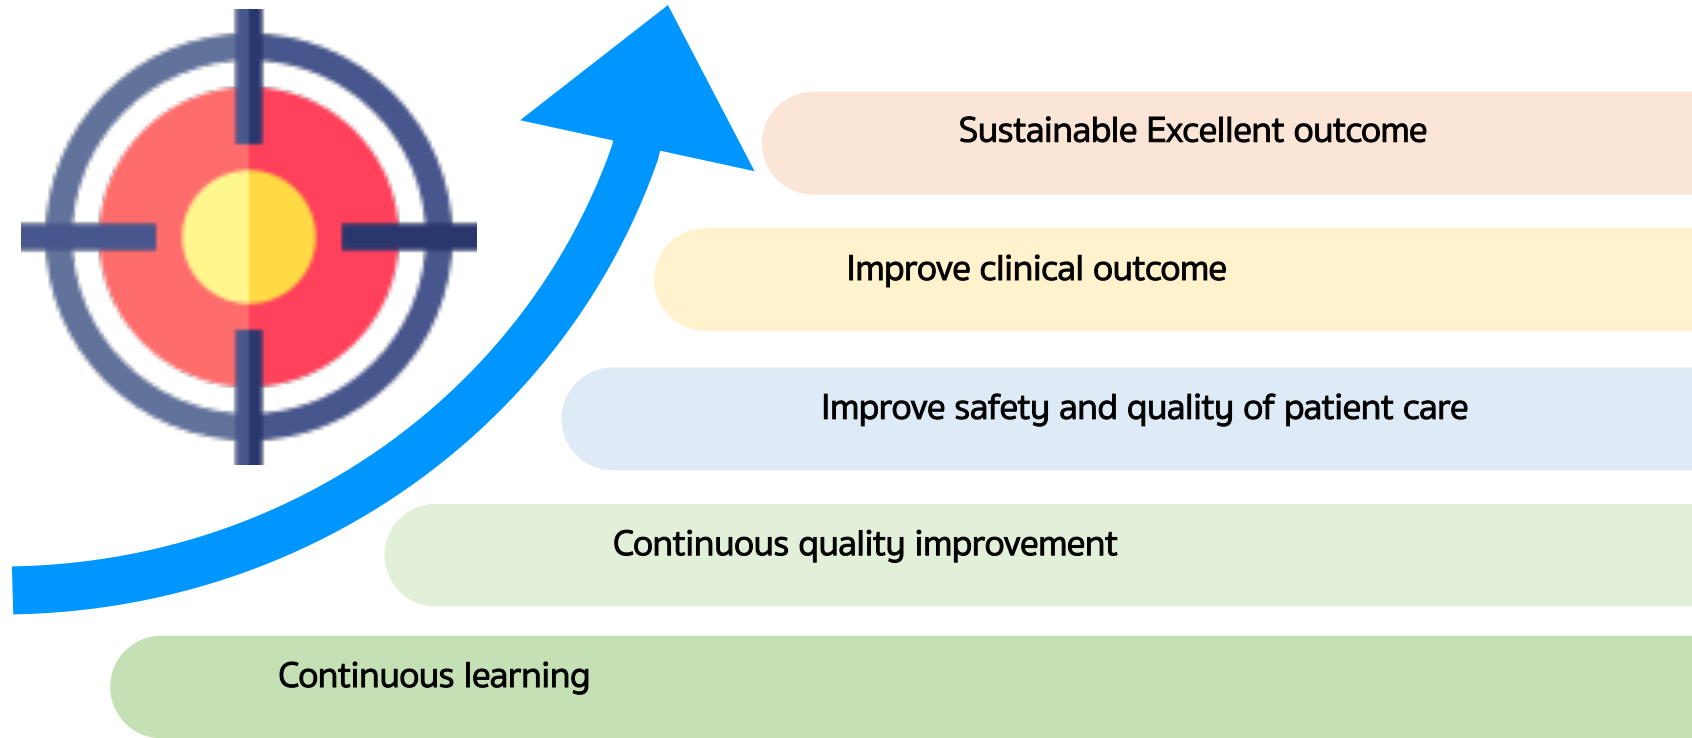 Sustainable Excellent outcome
Improve clinical outcome
Improve safety and quality of patient care
Continuous quality improvement
Continuous learning